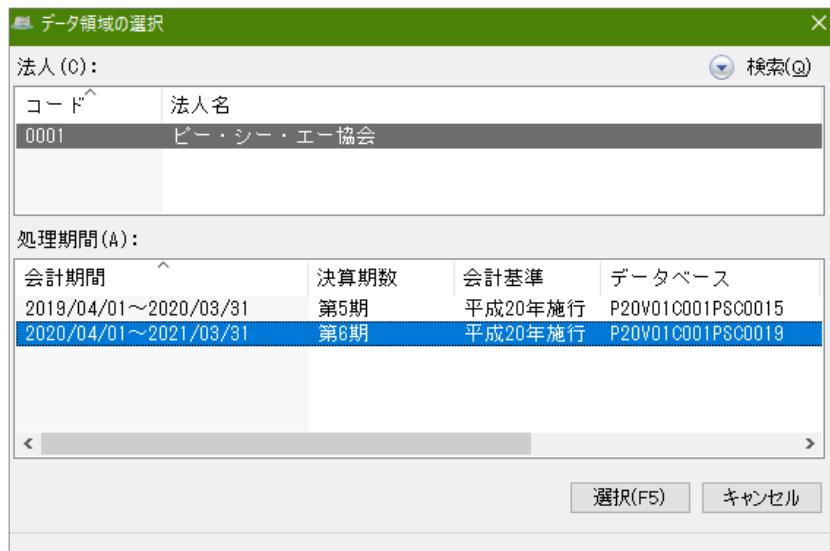 データ領域の選択
法人(C):
検索(Q)
コード 法人名
0001 ピー・シー・エー協会
処理期間(A):
会計期間 決算期数 会計基準 データベース
2019/04/01～2020/03/31 第5期 平成20年施行 P20V01C001PSC0015
2020/04/01～2021/03/31 第6期 平成20年施行 P20V01C001PSC0019
選択(F5) キャンセル